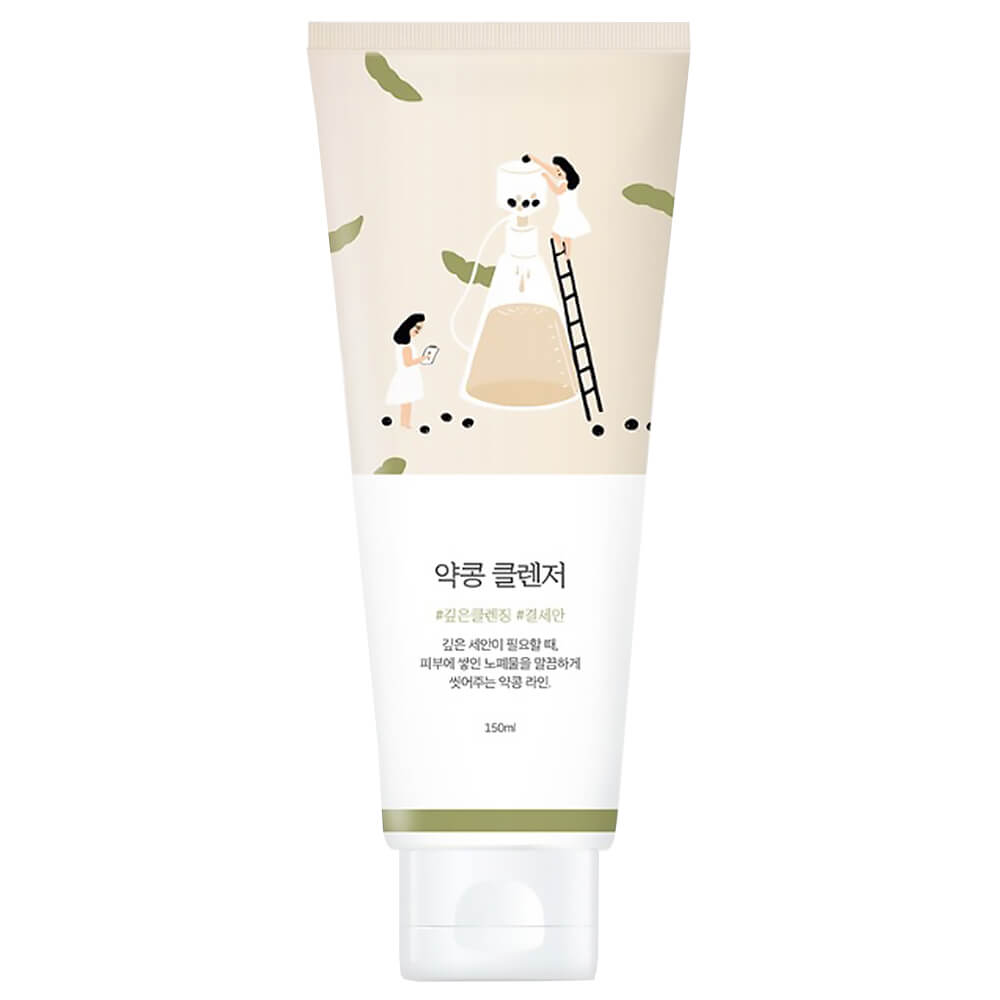 약콩 클렌저
#깊은클렌징 #결세안
깊은 세안이 필요할 때,
피부에 쌓인 노폐물을 말끔하게
씻어주는 약콩 라인.
150ml